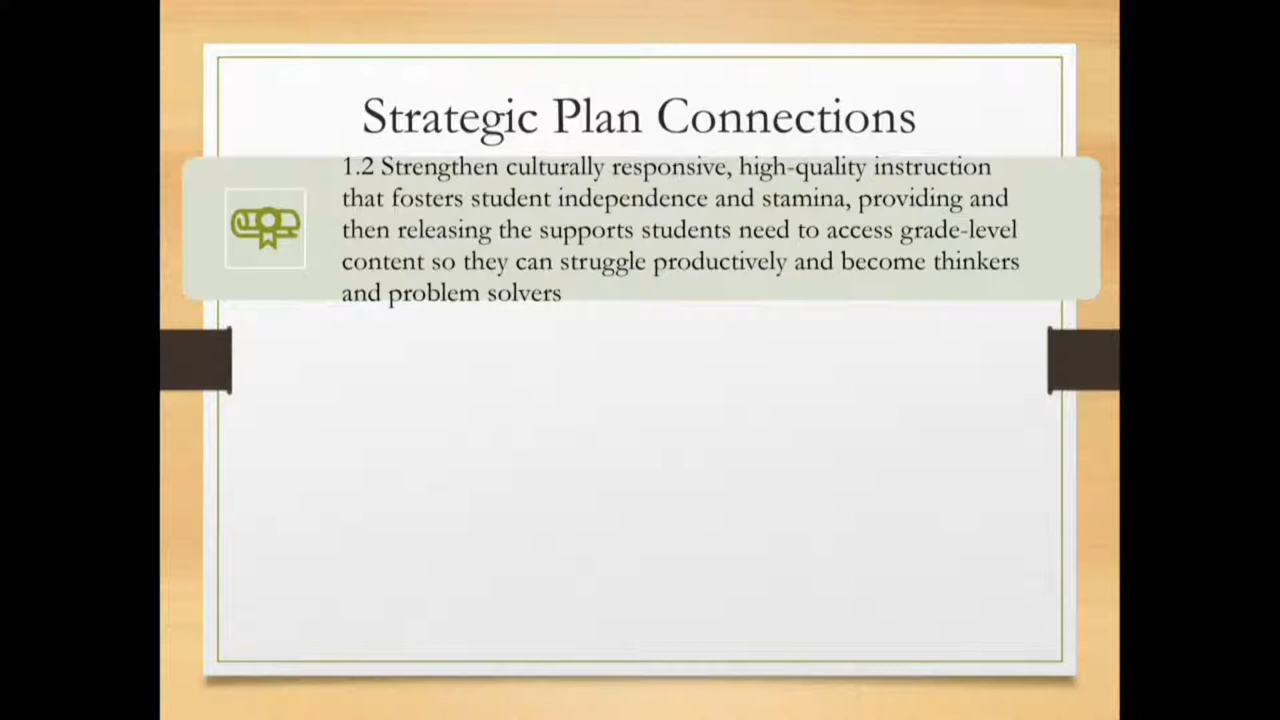 Strategic Plan Connections
1.2 Strengthen culturally responsive, high-quality instruction
that fosters student independence and stamina, providing and
then releasing the supports students need to access grade-level
content so they can struggle productively and become thinkers
and problem solvers